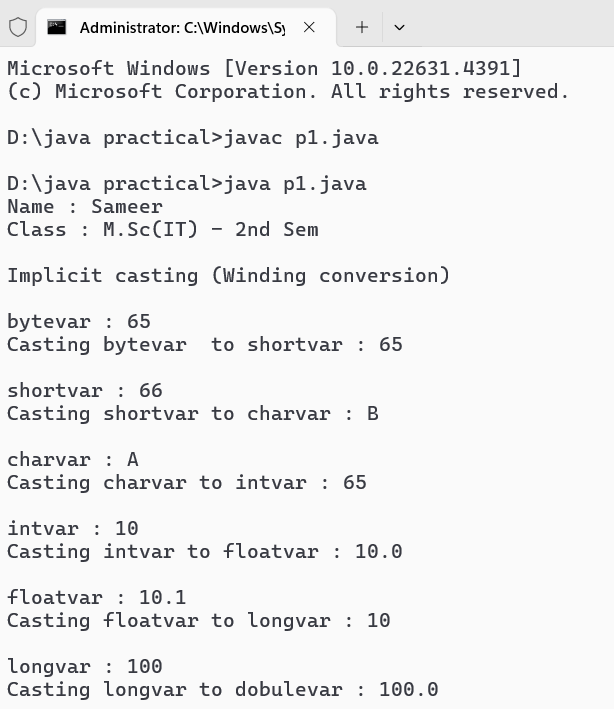 Administrator: C:\Windows\Sy
Microsoft Windows [Version 10.0.22631.4391]
(c) Microsoft Corporation. All rights reserved.
D:\java practical>javac p1.java
D:\java practical>java p1.java
Name : Sameer
Class : M.Sc(IT) - 2nd Sem
Implicit casting (Winding conversion)
bytevar : 65
Casting bytevar  to shortvar : 65
shortvar : 66
Casting shortvar to charvar : B
charvar : A
Casting charvar to intvar : 65
intvar : 10
Casting intvar to floatvar : 10.0
floatvar : 10.1
Casting floatvar to longvar : 10
longvar : 100
Casting longvar to dobulevar : 100.0